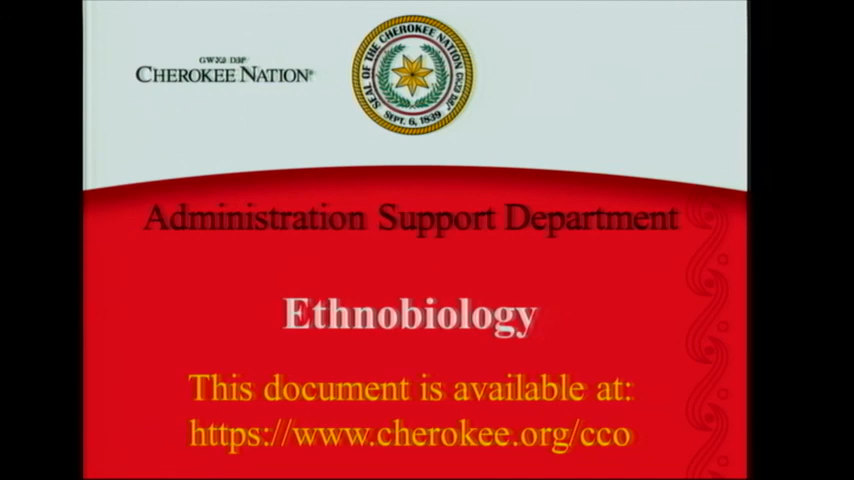 CHEROKEE NATION®
SEAL OF THE CHEROKEE NATION
SEPT. 6, 1839
Administration Support Department
Ethnobiology
This document is available at:
https://www.cherokee.org/cco